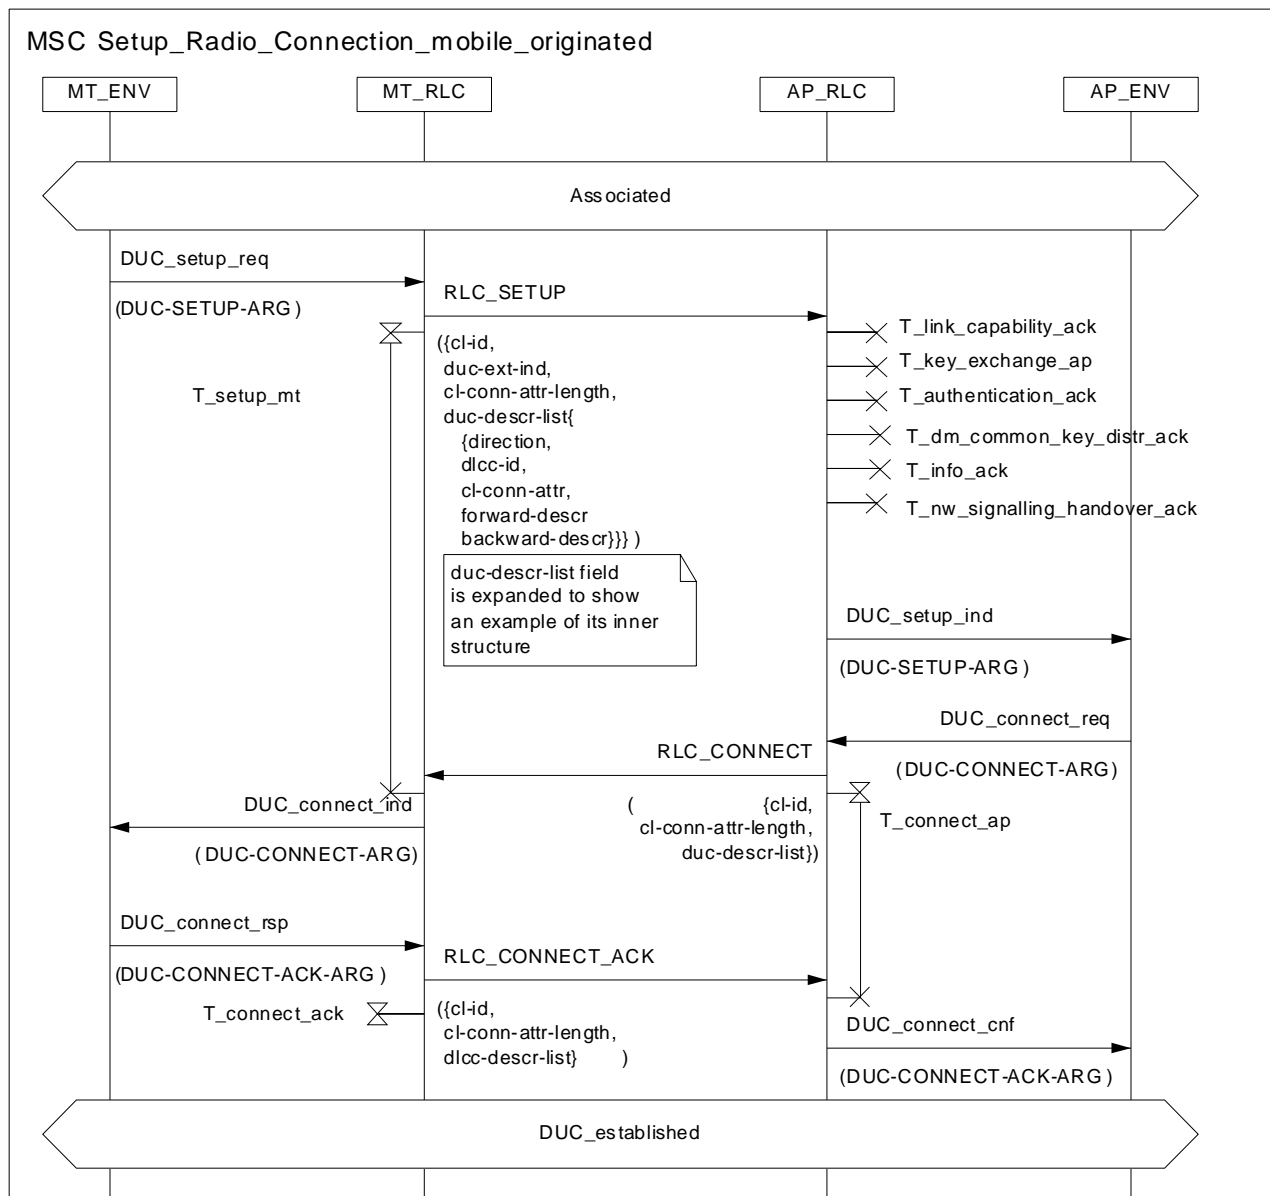 MSC Setup_Radio_Connection_mobile_originated
MT_ENV
MT_RLC
AP_RLC
AP_ENV
Associated
DUC_setup_req
(DUC-SETUP-ARG)
RLC_SETUP
({cl-id,
duc-ext-ind,
cl-conn-attr-length,
duc-descr-list{
{direction,
dlcc-id,
cl-conn-attr,
forward-descr
backward-descr}}} )
T_setup_mt
T_link_capability_ack
T_key_exchange_ap
T_authentication_ack
T_dm_common_key_distr_ack
T_info_ack
T_nw_signalling_handover_ack
duc-descr-list field
is expanded to show
an example of its inner
structure
DUC_setup_ind
(DUC-SETUP-ARG)
DUC_connect_req
(DUC-CONNECT-ARG)
RLC_CONNECT
( {cl-id,
cl-conn-attr-length,
duc-descr-list})
T_connect_ap
DUC_connect_ind
(DUC-CONNECT-ARG)
DUC_connect_rsp
(DUC-CONNECT-ACK-ARG)
RLC_CONNECT_ACK
({cl-id,
cl-conn-attr-length,
dlcc-descr-list} )
T_connect_ack
DUC_connect_cnf
(DUC-CONNECT-ACK-ARG)
DUC_established